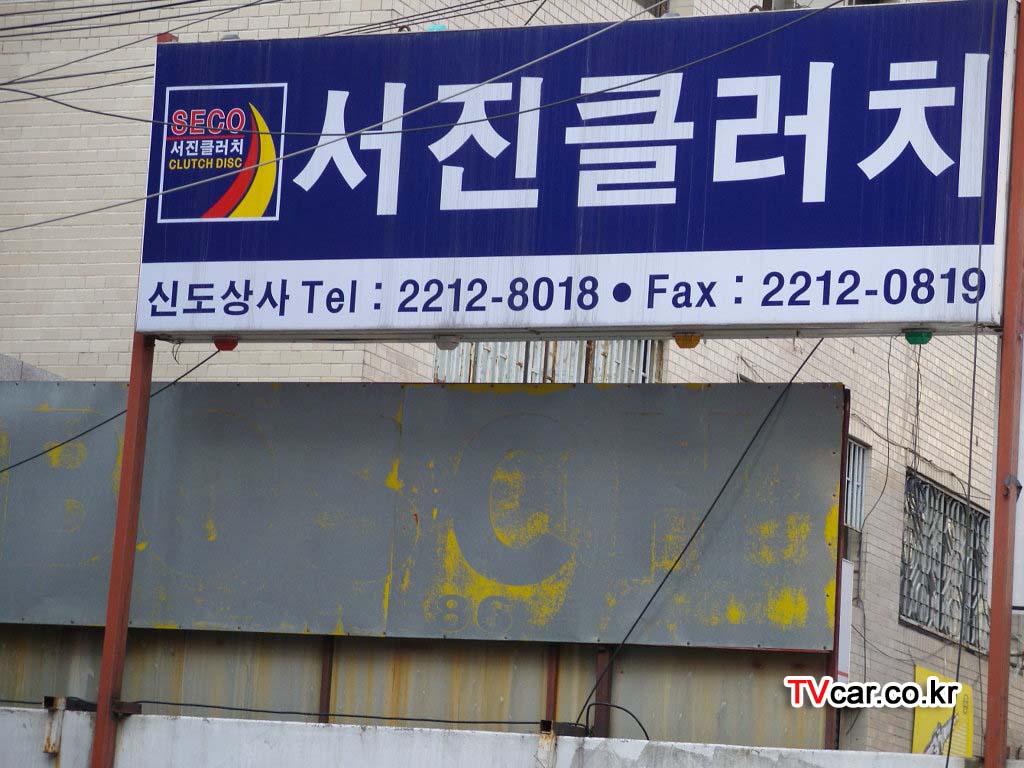 SECO
서진클러치
CLUTCH DISC
서진클러치
신도상사 Tel : 2212-8018 • Fax : 2212-0819
86
TVcar.co.kr